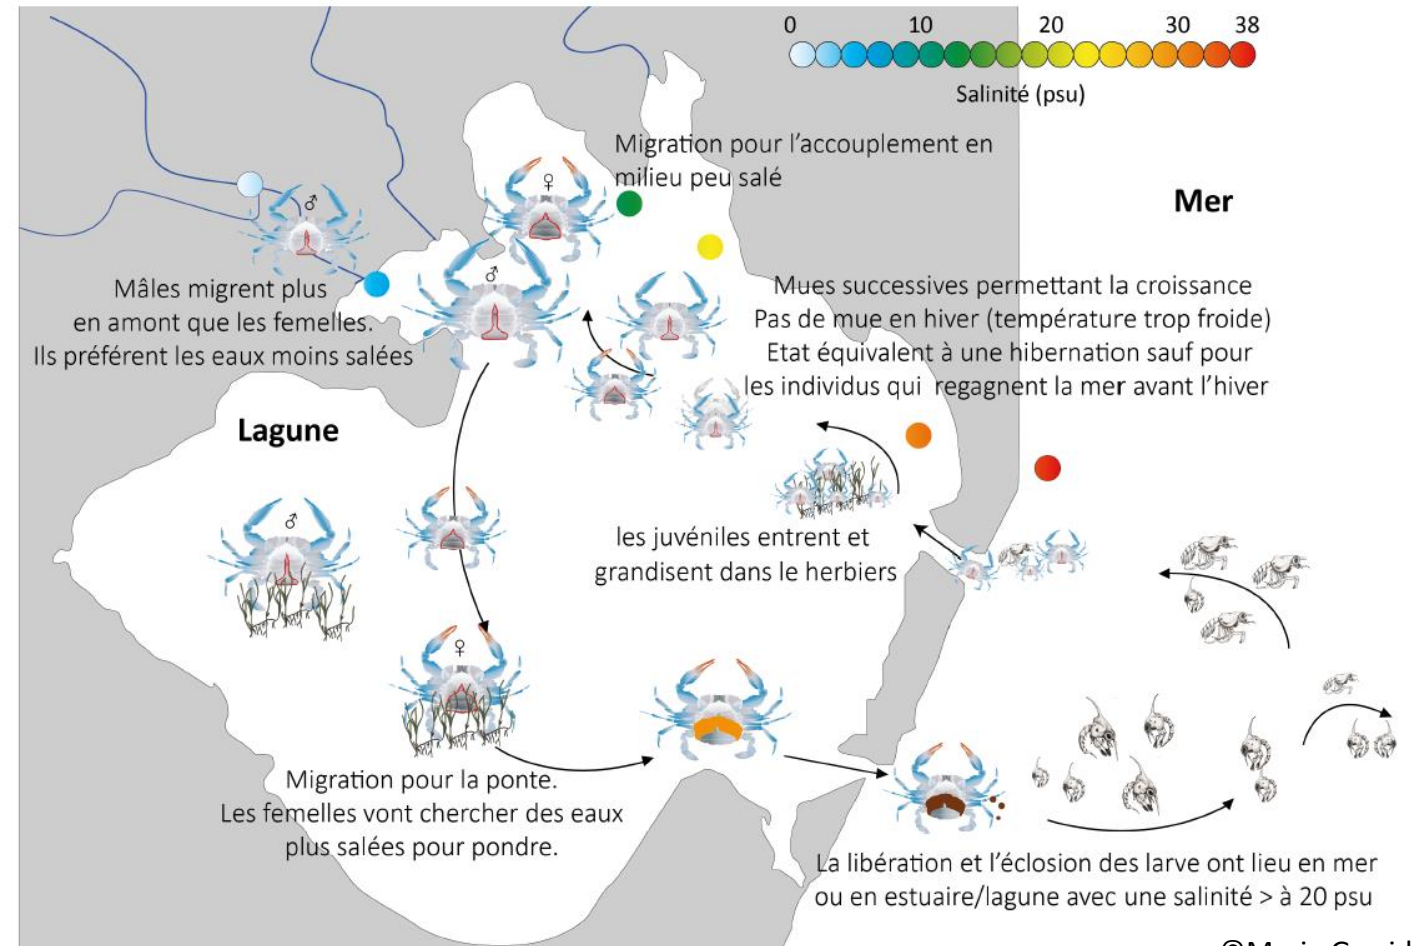 0 10 20 30 38
Salinité (psu)
Migration pour l’accouplement en
milieu peu salé
Mer
♀
♂
♂
Mâles migrent plus
en amont que les femelles.
Ils préférent les eaux moins salées
Mues successives permettant la croissance
Pas de mue en hiver (température trop froide)
Etat équivalent à une hibernation sauf pour
les individus qui regagnent la mer avant l’hiver
Lagune
♂
les juvéniles entrent et
grandisent dans le herbiers
♀
Migration pour la ponte.
Les femelles vont chercher des eaux
plus salées pour pondre.
La libération et l’éclosion des larve ont lieu en mer
ou en estuaire/lagune avec une salinité > à 20 psu